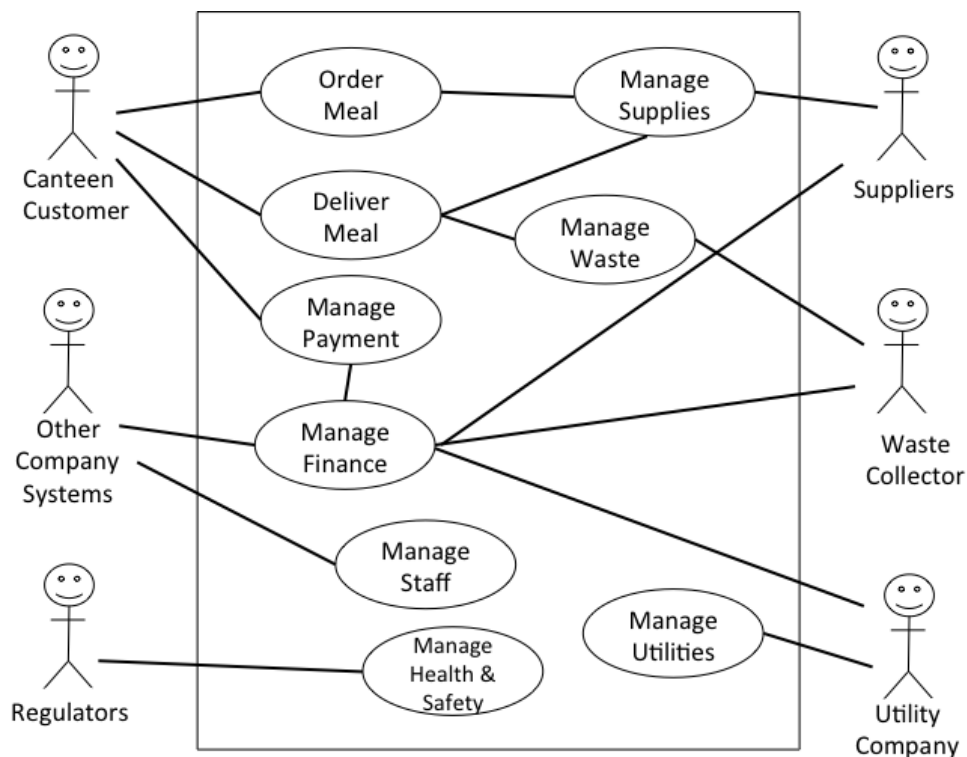 Order
Meal
Manage
Supplies
Canteen
Customer
Suppliers
Deliver
Meal
Manage
Waste
Manage
Payment
Other
Company
Systems
Manage
Finance
Waste
Collector
Manage
Staff
Manage
Utilities
Manage
Health &
Safety
Regulators
Utility
Company